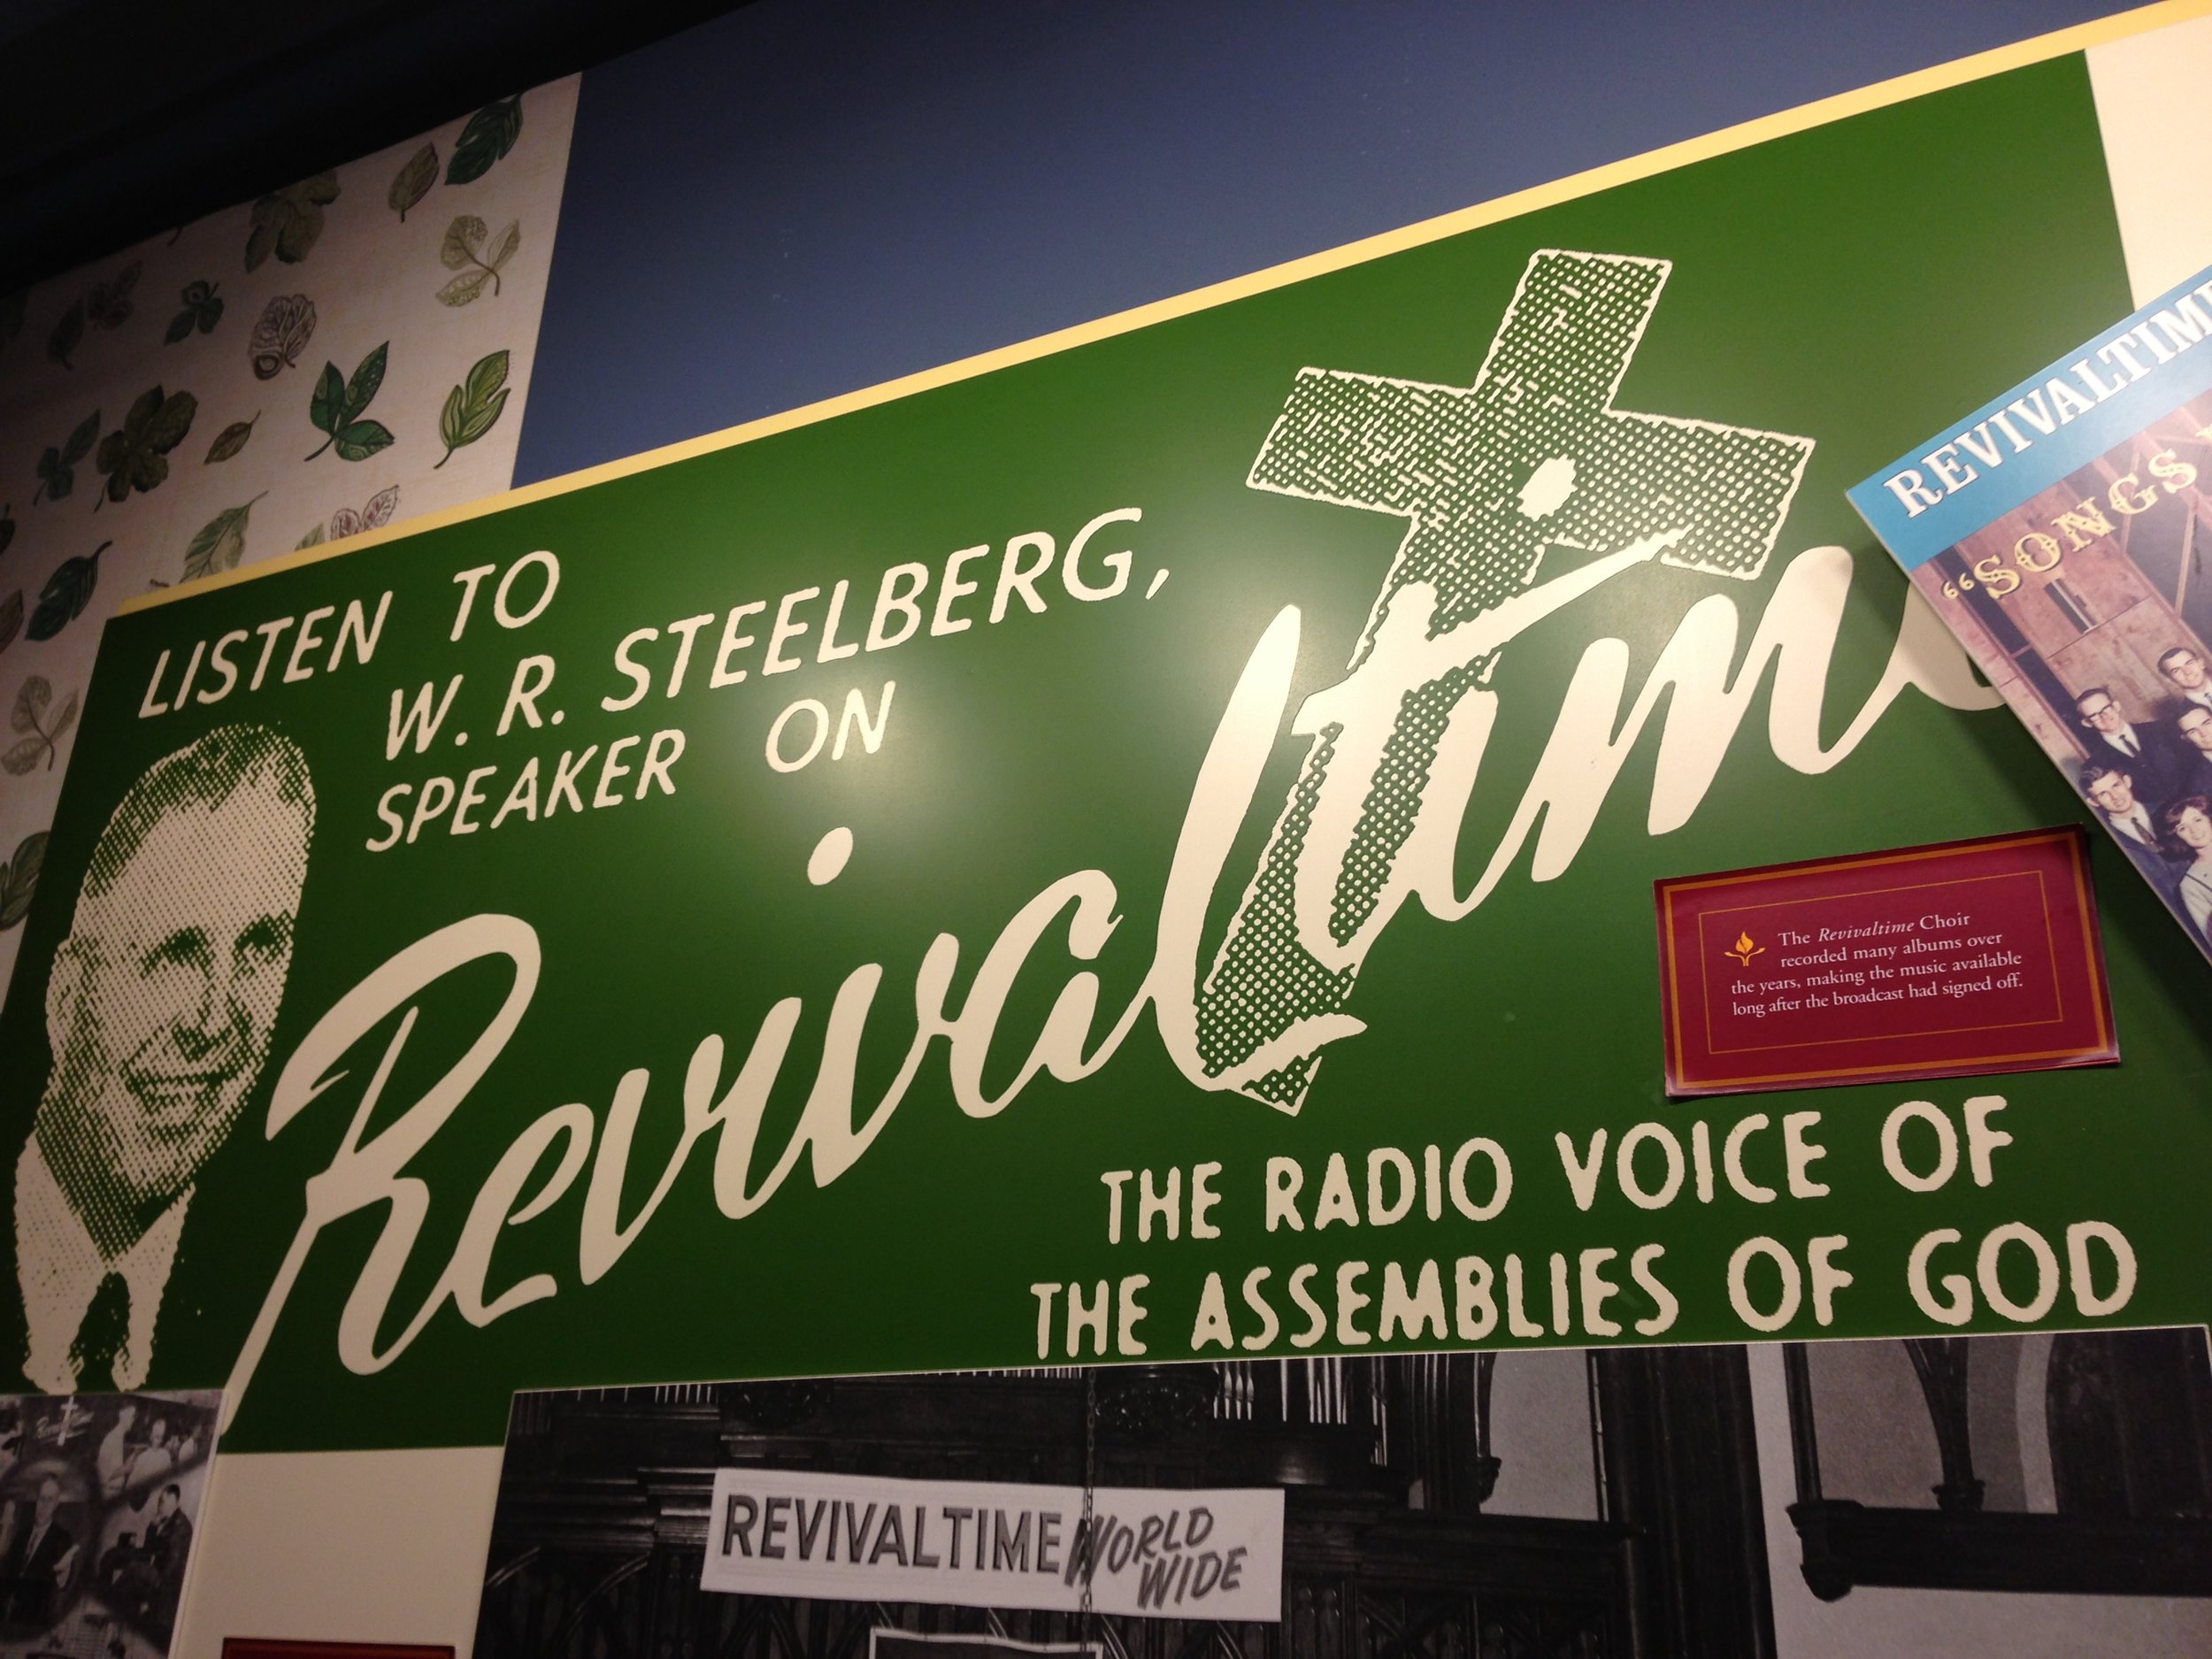 LISTEN TO
W. R. STEELBERG,
SPEAKER ON
Revivaltime
THE RADIO VOICE OF
THE ASSEMBLIES OF GOD
REVIVALTIME
"SONGS
The Revivaltime Choir
recorded many albums over
the years, making the music available
long after the broadcast had signed off.
REVIVALTIME WORLD
WIDE